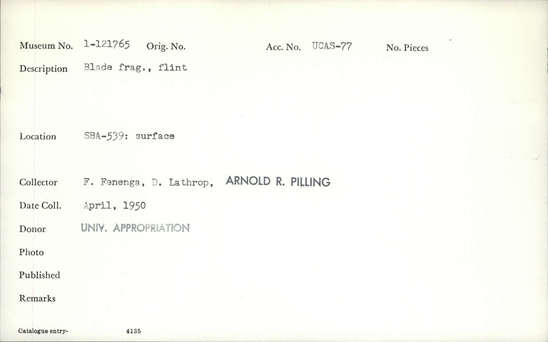 Museum No. 1-121765 Orig. No. Acc. No. UCAS-77 No. Pieces
Description Blade frag., flint
Location SBA-539: surface
Collector F. Fenenga, D. Lathrop, ARNOLD R. PILLING
Date Coll. April, 1950
Donor UNIV. APPROPRIATION
Photo
Published
Remarks
Catalogue entry- 4135